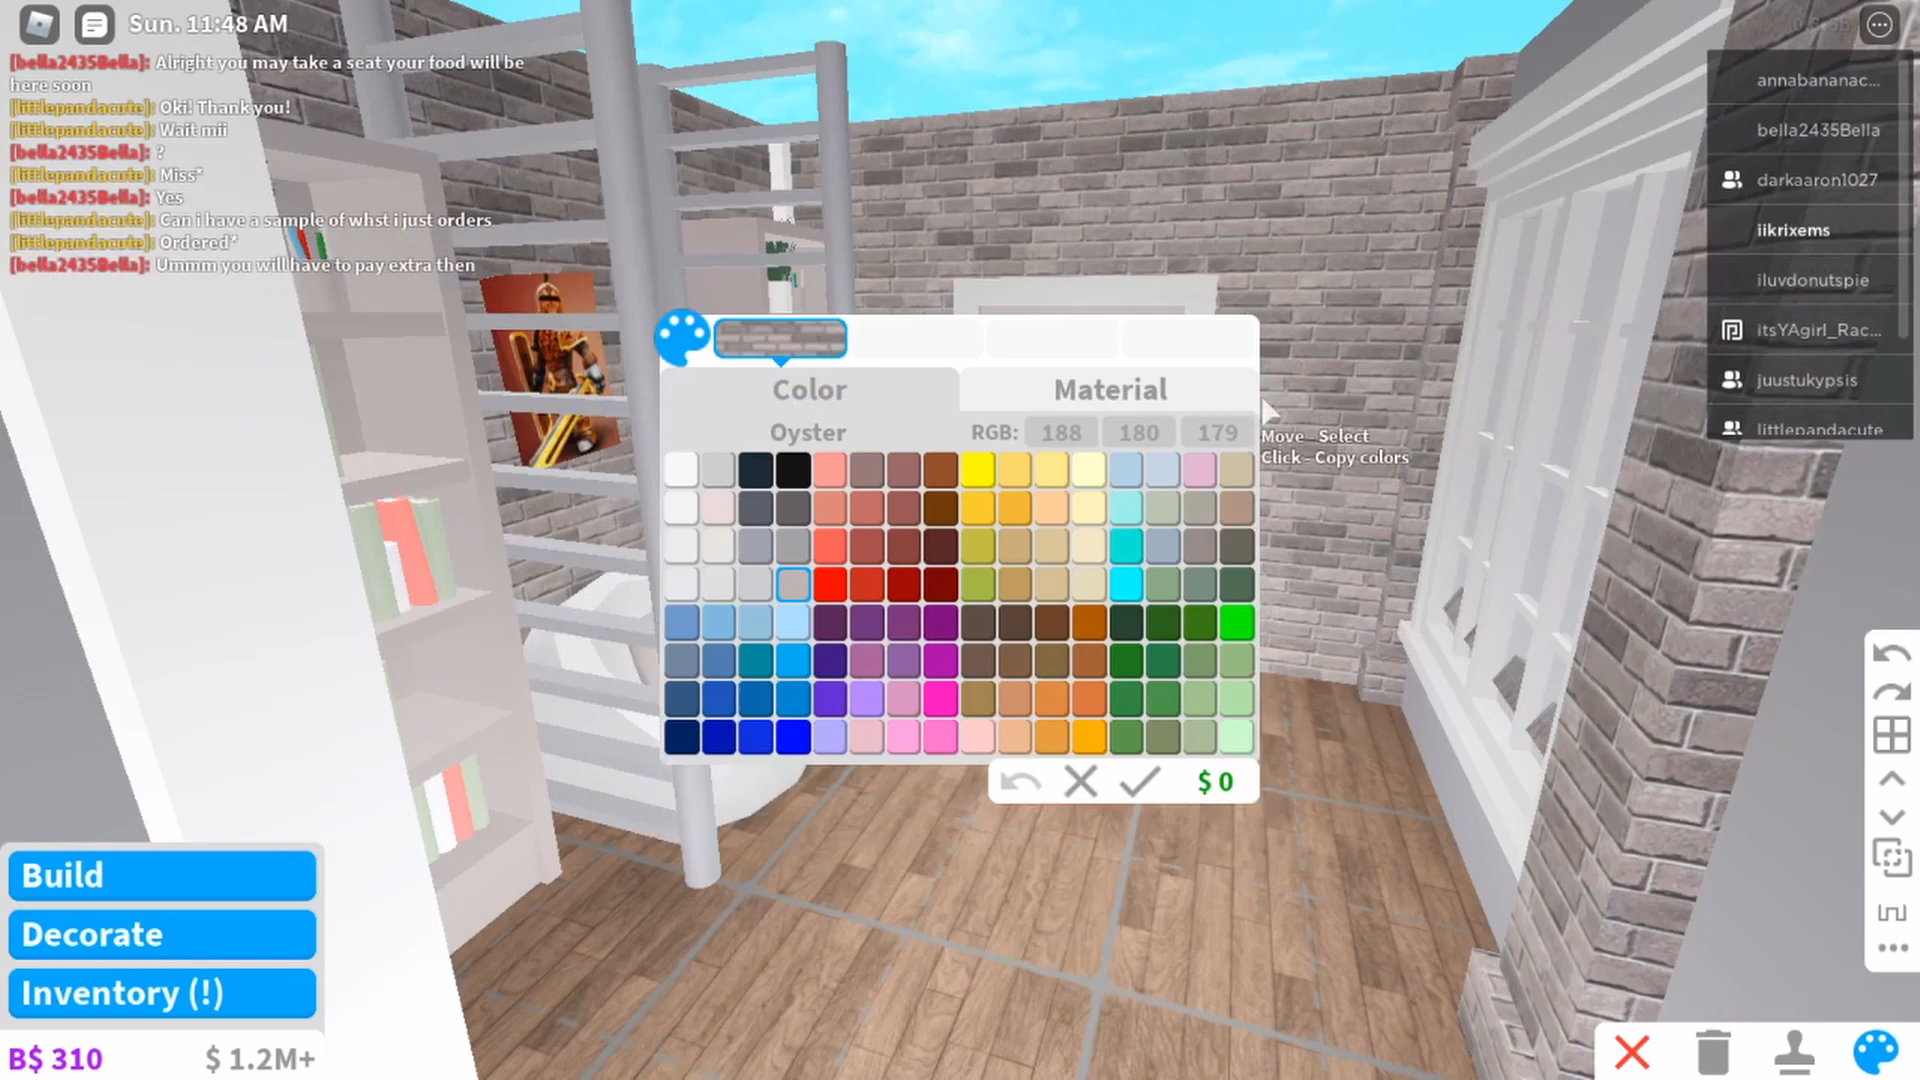 Sun. 11:48 AM
[bella2435Bella]: Alright you may take a seat your food will be
here soon
[littlepandacute]: Oki! Thank you!
[littlepandacute]: Wait mii
[bella2435Bella]: ?
[littlepandacute]: Miss*
[bella2435Bella]: Yes
[littlepandacute]: Can i have a sample of whst i just orders
[littlepandacute]: Ordered*
[bella2435Bella]: Ummm you will have to pay extra then
annabananac...
bella2435Bella
darkaaron1027
iikrixems
iluvdonutspie
itsYAgirl_Rac...
juustukypsis
littlepandacute
Color
Material
Oyster
RGB: 188 180 179
Move - Select
Click - Copy colors
$ 0
Build
Decorate
Inventory (!)
B$ 310
$ 1.2M+